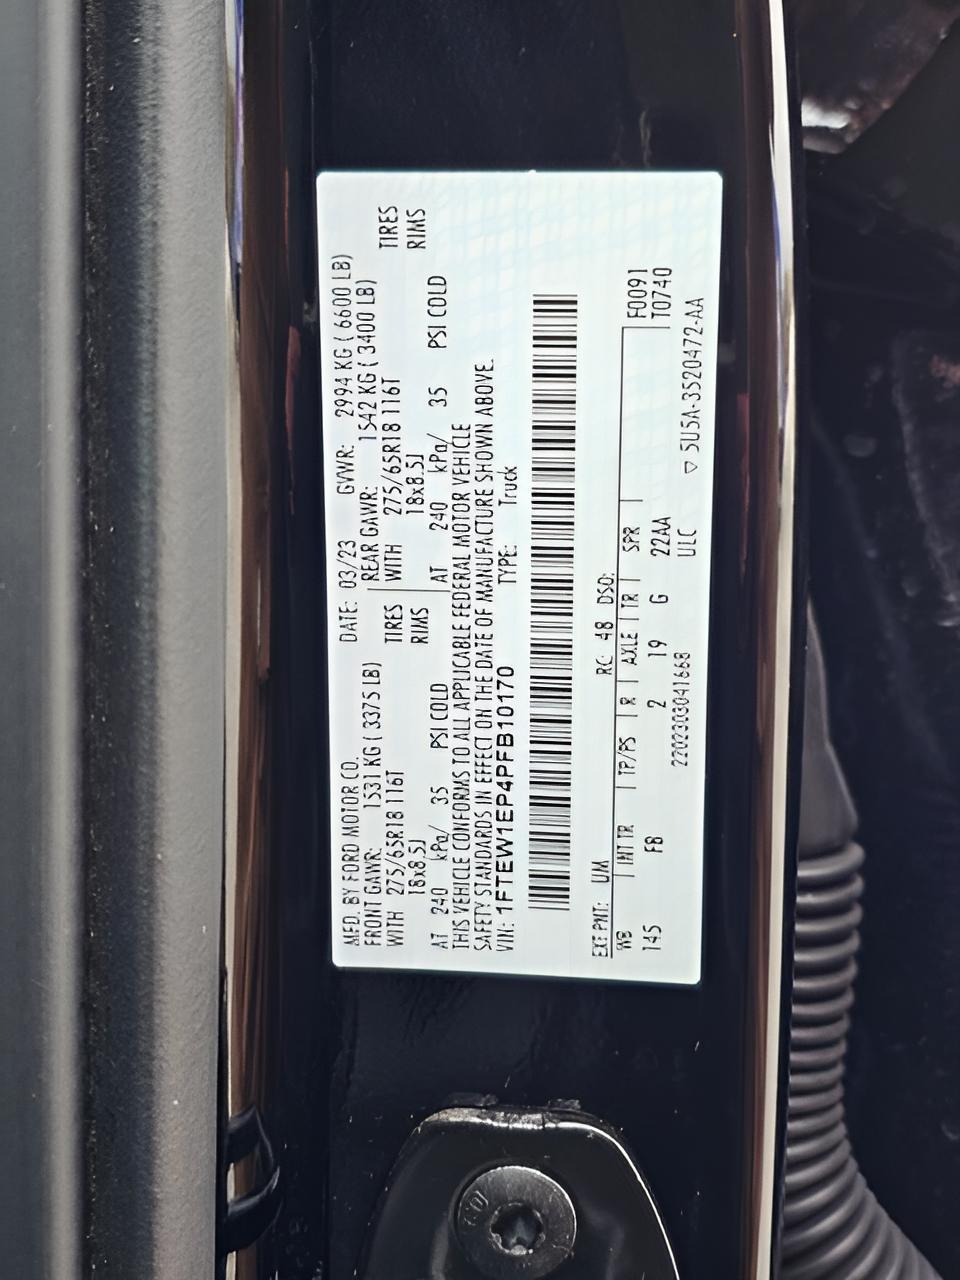 MFD. BY FORD MOTOR CO. DATE: 03/23 GVWR: 2994 KG ( 6600 LB)
FRONT GAWR: 1531 KG ( 3375 LB) REAR GAWR: 1542 KG ( 3400 LB)
WITH 275/65R18 116T TIRES WITH 275/65R18 116T TIRES
18x8.5J RIMS 18x8.5J RIMS
AT 240 kPa/ 35 PSI COLD AT 240 kPa/ 35 PSI COLD
THIS VEHICLE CONFORMS TO ALL APPLICABLE FEDERAL MOTOR VEHICLE
SAFETY STANDARDS IN EFFECT ON THE DATE OF MANUFACTURE SHOWN ABOVE.
VIN: 1FTEW1EP4PFB10170 TYPE: Truck
EXT PNT: UM RC: 48 DSO:
WB INT TR TP/PS R AXLE TR SPR F0091
145 FB 2 19 G 22AA T0740
2202303041668 ULC
▽ 5U5A-3520472-AA